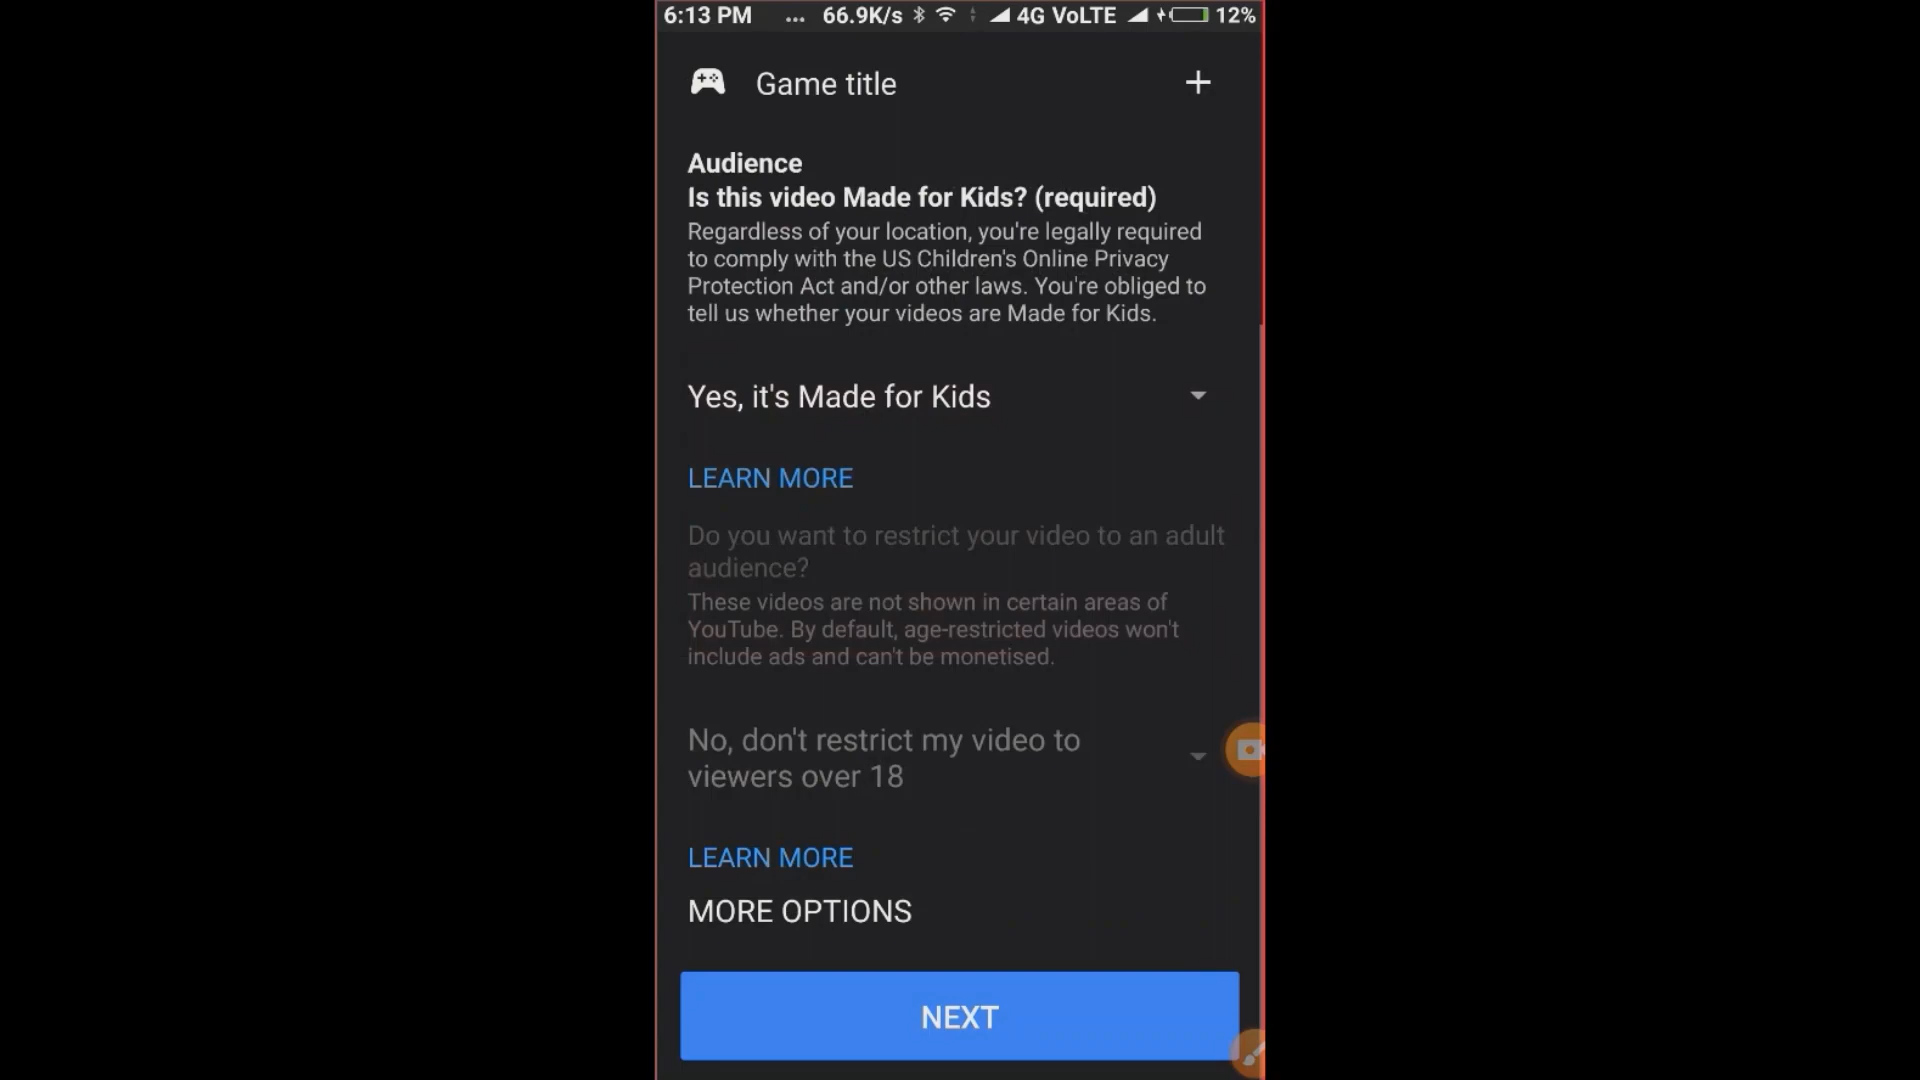 6:13 PM ... 66.9K/s 4G VoLTE 12%
Game title
Audience
Is this video Made for Kids? (required)
Regardless of your location, you're legally required
to comply with the US Children's Online Privacy
Protection Act and/or other laws. You're obliged to
tell us whether your videos are Made for Kids.
Yes, it's Made for Kids
LEARN MORE
Do you want to restrict your video to an adult
audience?
These videos are not shown in certain areas of
YouTube. By default, age-restricted videos won't
include ads and can't be monetised.
No, don't restrict my video to
viewers over 18
LEARN MORE
MORE OPTIONS
NEXT